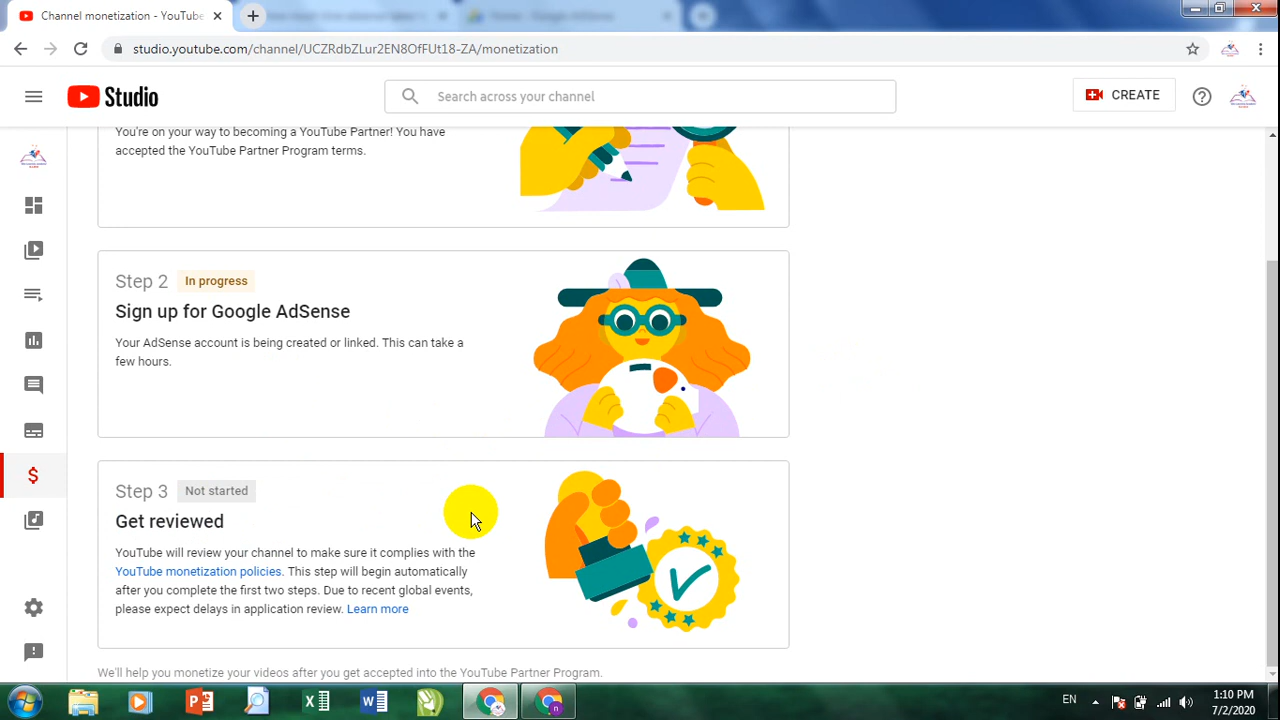 Channel monetization - YouTube
studio.youtube.com/channel/UCZRdbZLur2EN8OfFUt18-ZA/monetization
Studio
Search across your channel
CREATE
You're on your way to becoming a YouTube Partner! You have
accepted the YouTube Partner Program terms.
Step 2 In progress
Sign up for Google AdSense
Your AdSense account is being created or linked. This can take a
few hours.
Step 3 Not started
Get reviewed
YouTube will review your channel to make sure it complies with the
YouTube monetization policies. This step will begin automatically
after you complete the first two steps. Due to recent global events,
please expect delays in application review. Learn more
We'll help you monetize your videos after you get accepted into the YouTube Partner Program.
EN
1:10 PM
7/2/2020